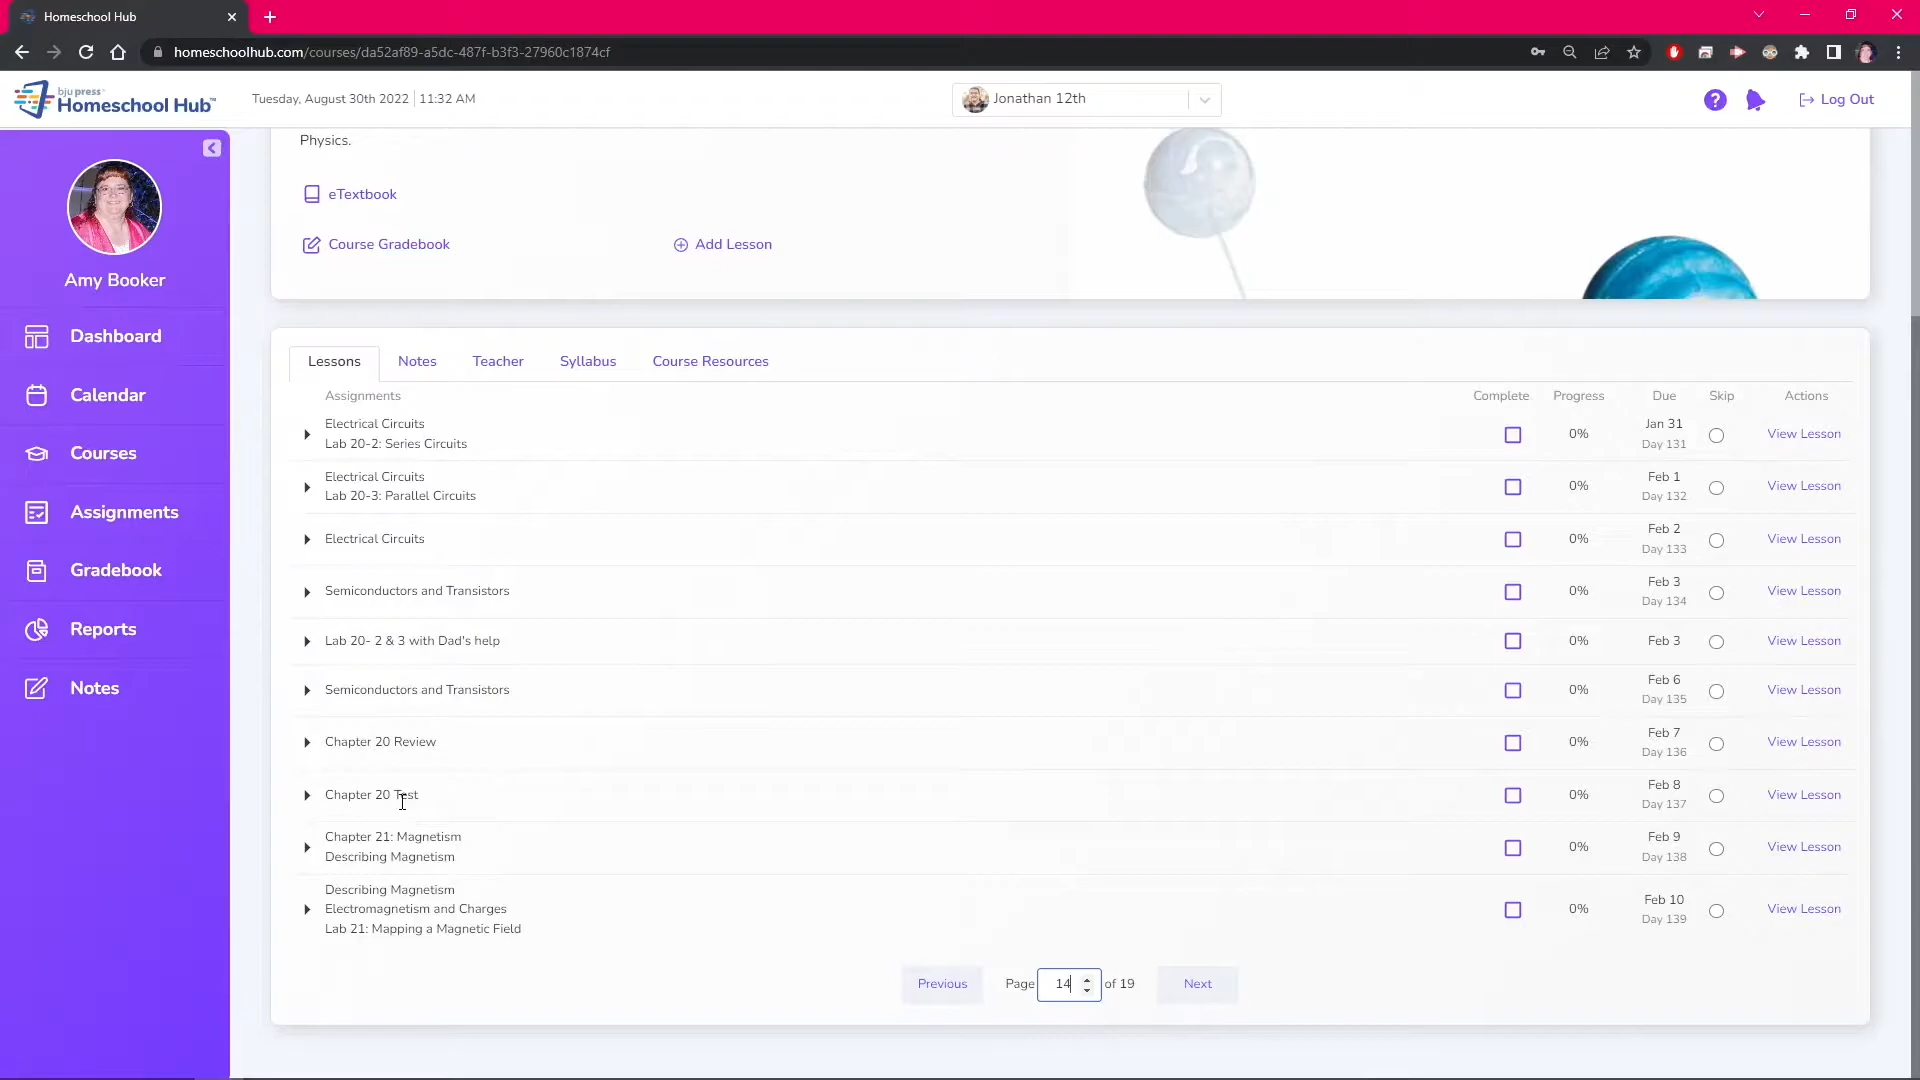 Homeschool Hub
homeschoolhub.com/courses/da52af89-a5dc-487f-b3f3-27960c1874cf
bju press
Homeschool Hub™
Tuesday, August 30th 2022 | 11:32 AM
Jonathan 12th
?
Log Out
Amy Booker
Dashboard
Calendar
Courses
Assignments
Gradebook
Reports
Notes
Physics.
eTextbook
Course Gradebook
Add Lesson
Lessons Notes Teacher Syllabus Course Resources
Assignments Complete Progress Due Skip Actions
Electrical Circuits
Lab 20-2: Series Circuits
0% Jan 31 View Lesson
Day 131
Electrical Circuits
Lab 20-3: Parallel Circuits
0% Feb 1 View Lesson
Day 132
Electrical Circuits 0% Feb 2 View Lesson
Day 133
Semiconductors and Transistors 0% Feb 3 View Lesson
Day 134
Lab 20- 2 & 3 with Dad's help 0% Feb 3 View Lesson
Semiconductors and Transistors 0% Feb 6 View Lesson
Day 135
Chapter 20 Review 0% Feb 7 View Lesson
Day 136
Chapter 20 Test 0% Feb 8 View Lesson
Day 137
Chapter 21: Magnetism
Describing Magnetism
0% Feb 9 View Lesson
Day 138
Describing Magnetism
Electromagnetism and Charges
Lab 21: Mapping a Magnetic Field
0% Feb 10 View Lesson
Day 139
Previous Page 14 of 19 Next